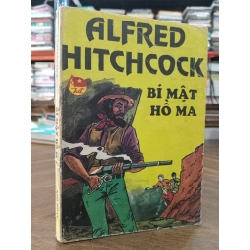 ALFRED
HITCHCOCK
BÍ MẬT
HỒ MA